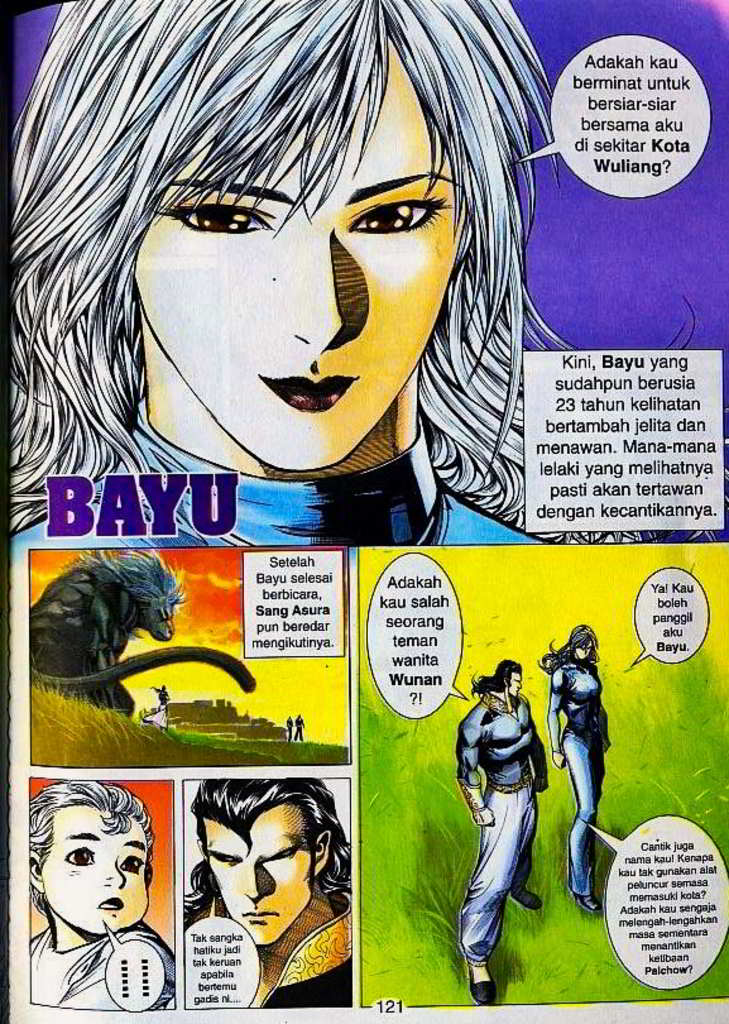 Adakah kau
berminat untuk
bersiar-siar
bersama aku
di sekitar Kota
Wuliang?
Kini, Bayu yang
sudahpun berusia
23 tahun kelihatan
bertambah jelita dan
menawan. Mana-mana
lelaki yang melihatnya
pasti akan tertawan
dengan kecantikannya.
BAYU
Setelah
Bayu selesai
berbicara,
Sang Asura
pun beredar
mengikutinya.
Adakah
kau salah
seorang
teman
wanita
Wunan
?!
Ya! Kau
boleh
panggil
aku
Bayu.
!!
Tak sangka
hatiku jadi
tak keruan
apabila
bertemu
gadis ni....
Cantik juga
nama kau! Kenapa
kau tak gunakan alat
peluncur semasa
memasuki kota?
Adakah kau sengaja
melengah-lengahkan
masa sementara
menantikan
ketibaan
Paichow?
121